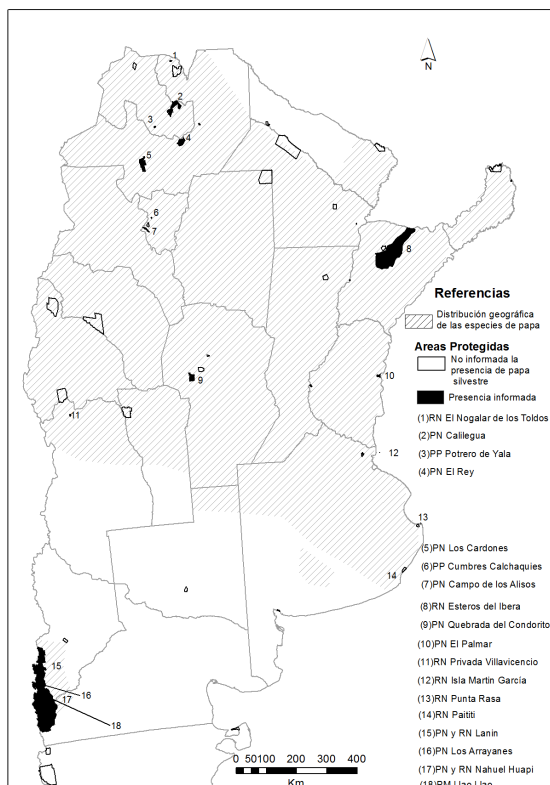 1
N
2
3
4
5
6
7
8
Referencias
Distribución geográfica
de las especies de papa
Areas Protegidas
No informada la
presencia de papa
silvestre
Presencia informada
9
10
11
12
13
14
15
16
17
18
(1)RN El Nogalar de los Toldos
(2)PN Calilegua
(3)PP Potrero de Yala
(4)PN El Rey
(5)PN Los Cardones
(6)PP Cumbres Calchaquies
(7)PN Campo de los Alisos
(8)RN Esteros del Ibera
(9)PN Quebrada del Condorito
(10)PN El Palmar
(11)RN Privada Villavicencio
(12)RN Isla Martin García
(13)RN Punta Rasa
(14)RN Paititi
(15)PN y RN Lanin
(16)PN Los Arrayanes
(17)PN y RN Nahuel Huapi
(18)PM Llao Llao
0 50100 200 300 400
Km